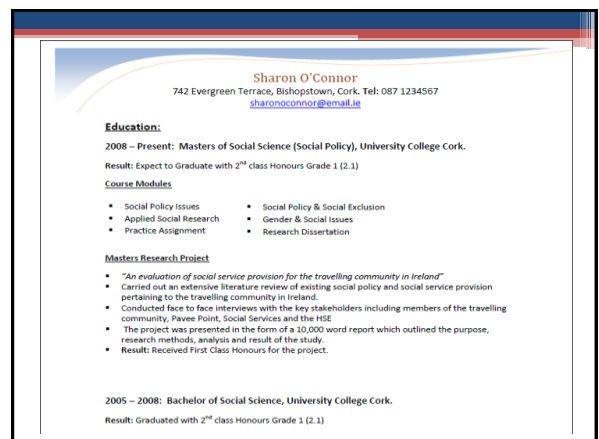 Sharon O'Connor
742 Evergreen Terrace, Bishopstown, Cork. Tel: 087 1234567
sharonoconnor@email.ie
Education:
2008 – Present: Masters of Social Science (Social Policy), University College Cork.
Result: Expect to Graduate with 2nd class Honours Grade 1 (2.1)
Course Modules
▪ Social Policy Issues ▪ Social Policy & Social Exclusion
▪ Applied Social Research ▪ Gender & Social Issues
▪ Practice Assignment ▪ Research Dissertation
Masters Research Project
▪ "An evaluation of social service provision for the travelling community in Ireland"
▪ Carried out an extensive literature review of existing social policy and social service provision
pertaining to the travelling community in Ireland.
▪ Conducted face to face interviews with the key stakeholders including members of the travelling
community, Pavee Point, Social Services and the HSE
▪ The project was presented in the form of a 10,000 word report which outlined the purpose,
research methods, analysis and result of the study.
▪ Result: Received First Class Honours for the project.
2005 – 2008: Bachelor of Social Science, University College Cork.
Result: Graduated with 2nd class Honours Grade 1 (2.1)